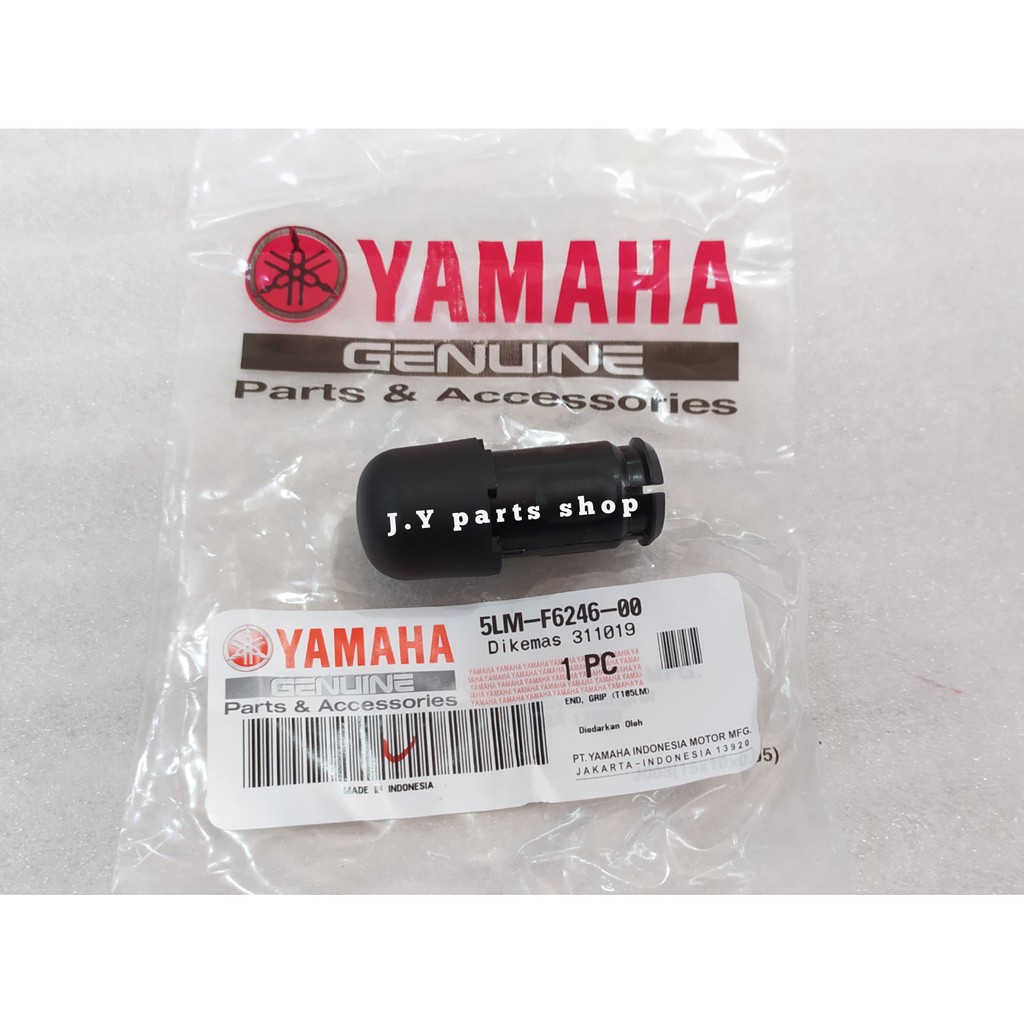 YAMAHA
GENUINE
Parts & Accessories
J.Y parts shop
YAMAHA
GENUINE
Parts & Accessories
MADE IN INDONESIA
5LM-F6246-00
Dikemas 311019
1 PC
END, GRIP (T105LM)
Diedarkan Oleh
PT. YAMAHA INDONESIA MOTOR MFG.
JAKARTA-INDONESIA 13920